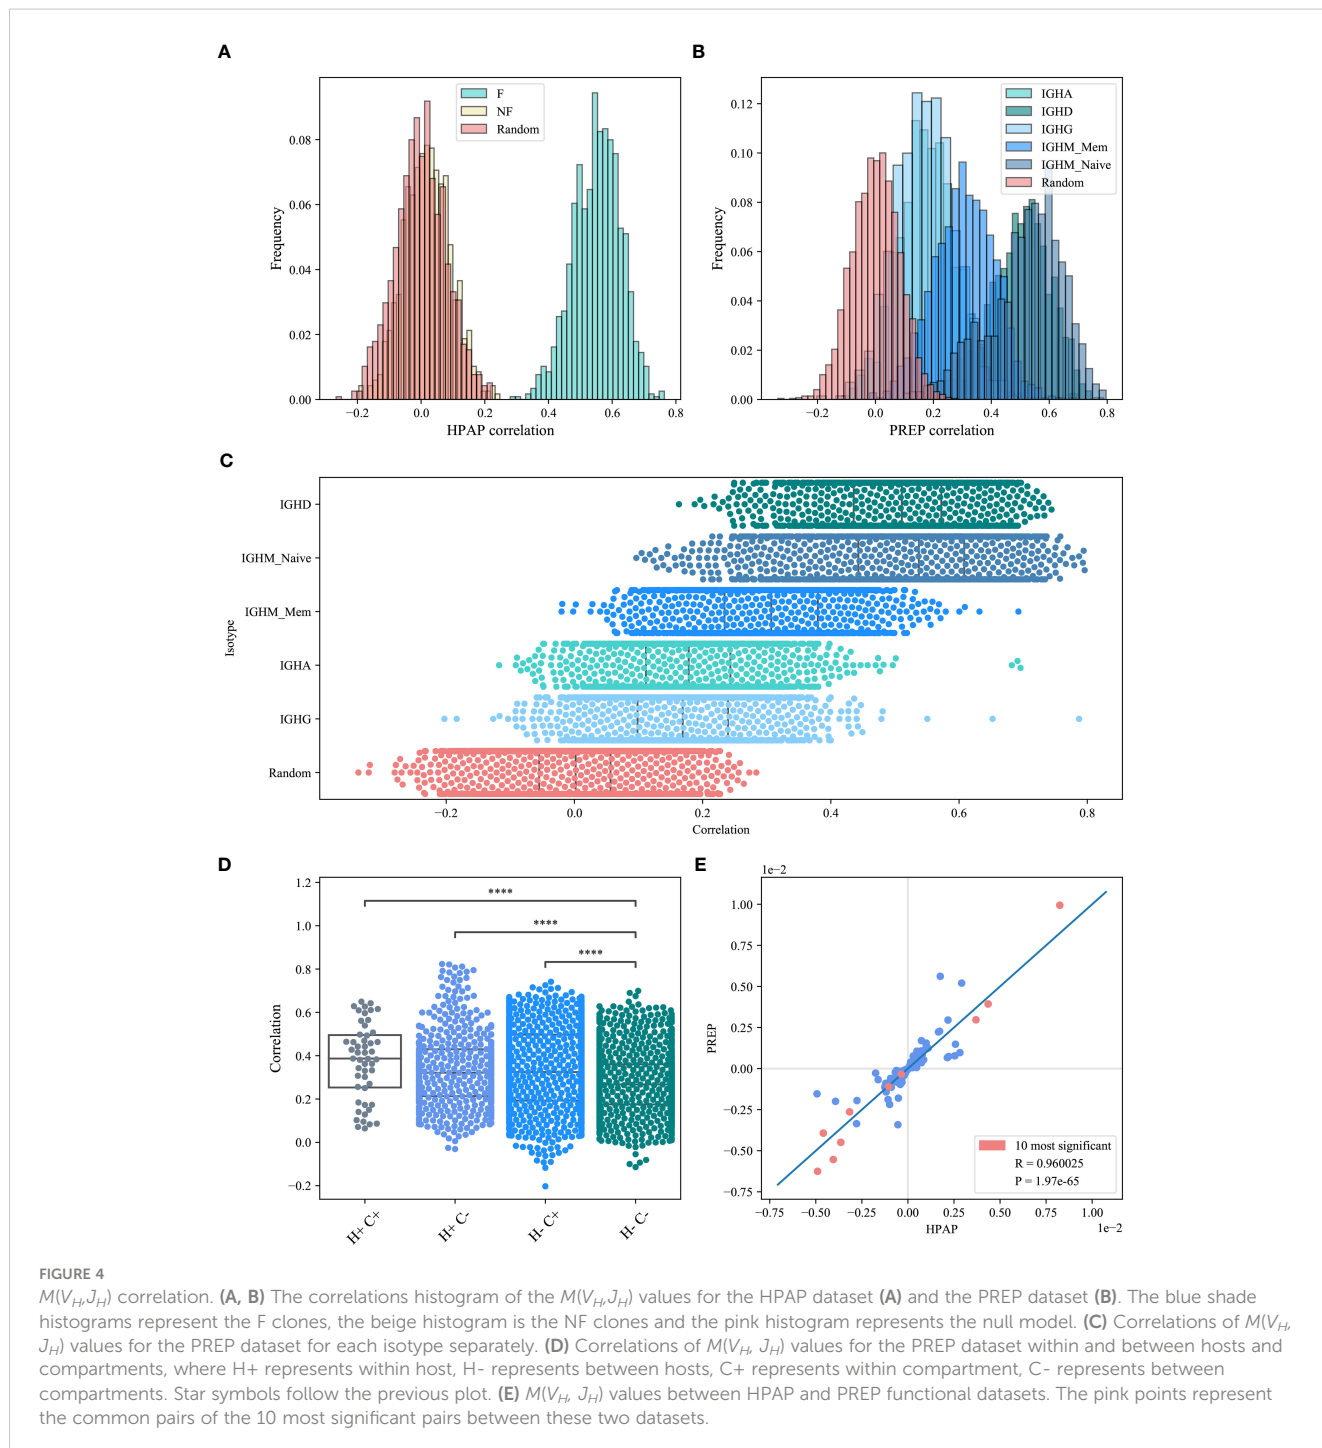 A
F
NF
Random
0.08
0.06
0.04
0.02
0.00
Frequency
−0.2 0.0 0.2 0.4 0.6 0.8
HPAP correlation
B
IGHA
IGHD
IGHG
IGHM_Mem
IGHM_Naive
Random
0.12
0.10
0.08
0.06
0.04
0.02
0.00
Frequency
−0.2 0.0 0.2 0.4 0.6 0.8
PREP correlation
C
IGHD
IGHM_Naive
IGHM_Mem
IGHA
IGHG
Random
Isotype
−0.2 0.0 0.2 0.4 0.6 0.8
Correlation
D
1.2
1.0
0.8
0.6
0.4
0.2
0.0
−0.2
Correlation
****
****
****
H+ C+ H+ C- H- C+ H- C-
E
1e−2
1.00
0.75
0.50
0.25
0.00
−0.25
−0.50
−0.75
PREP
10 most significant
R = 0.960025
P = 1.97e-65
−0.75 −0.50 −0.25 0.00 0.25 0.50 0.75 1.00
HPAP
1e−2
FIGURE 4
M(VH,JH) correlation. (A, B) The correlations histogram of the M(VH,JH) values for the HPAP dataset (A) and the PREP dataset (B). The blue shade
histograms represent the F clones, the beige histogram is the NF clones and the pink histogram represents the null model. (C) Correlations of M(VH,
JH) values for the PREP dataset for each isotype separately. (D) Correlations of M(VH, JH) values for the PREP dataset within and between hosts and
compartments, where H+ represents within host, H- represents between hosts, C+ represents within compartment, C- represents between
compartments. Star symbols follow the previous plot. (E) M(VH, JH) values between HPAP and PREP functional datasets. The pink points represent
the common pairs of the 10 most significant pairs between these two datasets.